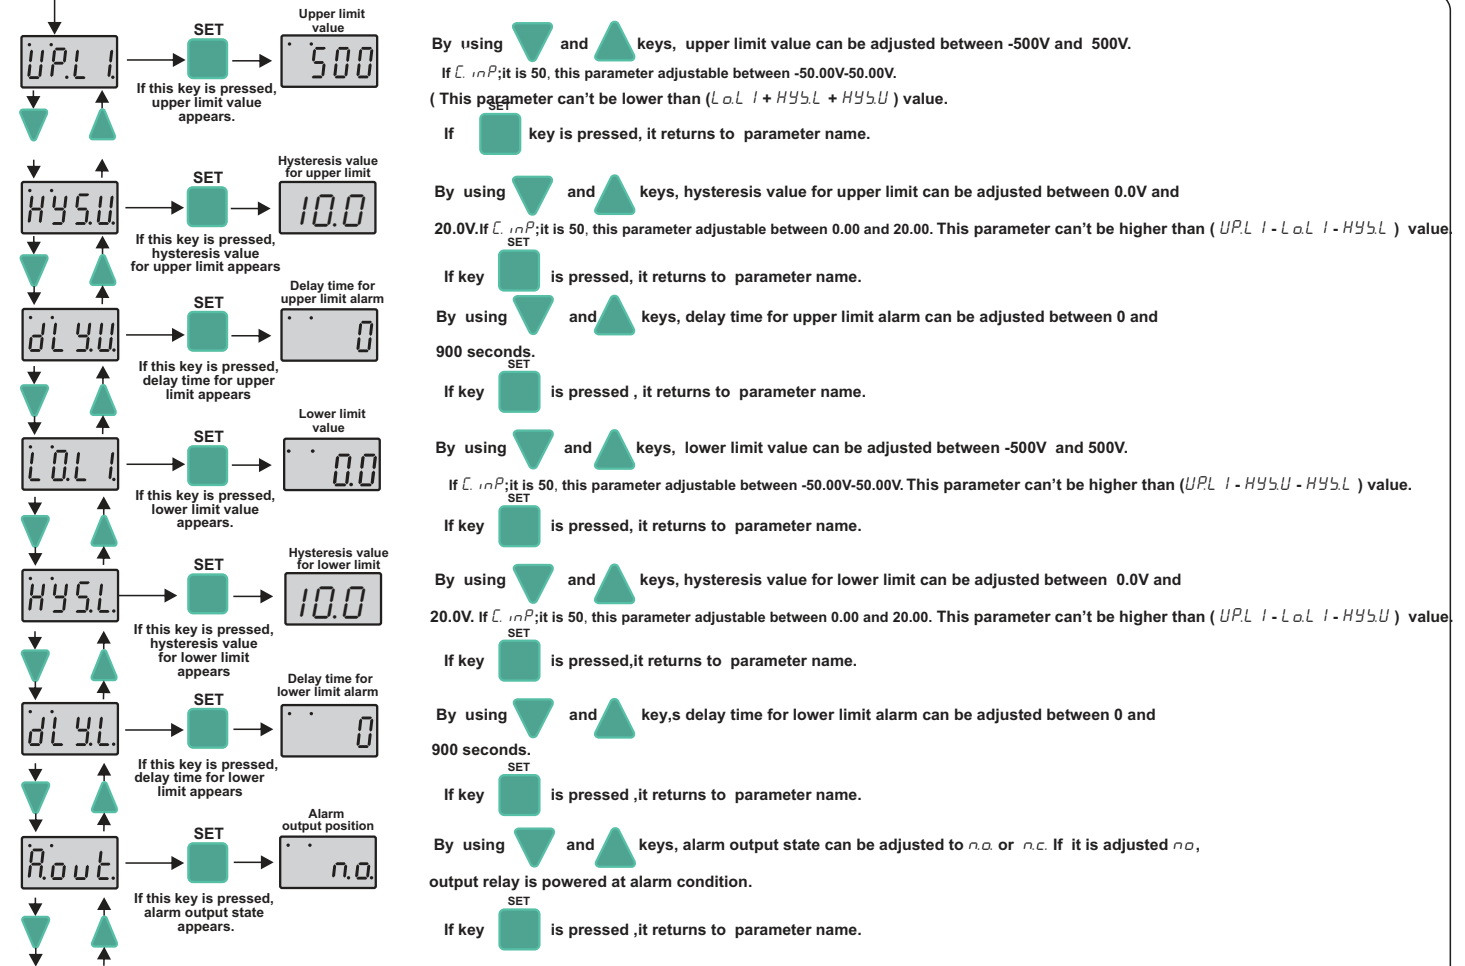 Upper limit
value
SET
UP.L 1.
500
If this key is pressed,
upper limit value
appears.
By using and keys, upper limit value can be adjusted between -500V and 500V.
If C. inP;it is 50, this parameter adjustable between -50.00V-50.00V.
( This parameter can't be lower than (Lo.L 1 + HYS.L + HYS.U ) value.
SET
If key is pressed, it returns to parameter name.
Hysteresis value
for upper limit
SET
HYS.U.
10.0
If this key is pressed,
hysteresis value
for upper limit appears
By using and keys, hysteresis value for upper limit can be adjusted between 0.0V and
20.0V.If C. inP;it is 50, this parameter adjustable between 0.00 and 20.00. This parameter can't be higher than ( UP.L 1 - Lo.L 1 - HYS.L ) value.
SET
If key is pressed, it returns to parameter name.
Delay time for
upper limit alarm
SET
dLY.U.
0
If this key is pressed,
delay time for upper
limit appears
By using and keys, delay time for upper limit alarm can be adjusted between 0 and
900 seconds.
SET
If key is pressed , it returns to parameter name.
Lower limit
value
SET
LO.L 1.
0.0
If this key is pressed,
lower limit value
appears.
By using and keys, lower limit value can be adjusted between -500V and 500V.
If C. inP;it is 50, this parameter adjustable between -50.00V-50.00V. This parameter can't be higher than (UP.L 1 - HYS.U - HYS.L ) value.
SET
If key is pressed, it returns to parameter name.
Hysteresis value
for lower limit
SET
HYS.L.
10.0
If this key is pressed,
hysteresis value
for lower limit
appears
By using and keys, hysteresis value for lower limit can be adjusted between 0.0V and
20.0V. If C. inP;it is 50, this parameter adjustable between 0.00 and 20.00. This parameter can't be higher than ( UP.L 1 - Lo.L 1 - HYS.U ) value.
SET
If key is pressed,it returns to parameter name.
Delay time for
lower limit alarm
SET
dLY.L.
0
If this key is pressed,
delay time for lower
limit appears
By using and key,s delay time for lower limit alarm can be adjusted between 0 and
900 seconds.
SET
If key is pressed ,it returns to parameter name.
Alarm
output position
SET
A.out.
n.o.
If this key is pressed,
alarm output state
appears.
By using and keys, alarm output state can be adjusted to n.o. or n.c. If it is adjusted no,
output relay is powered at alarm condition.
SET
If key is pressed ,it returns to parameter name.